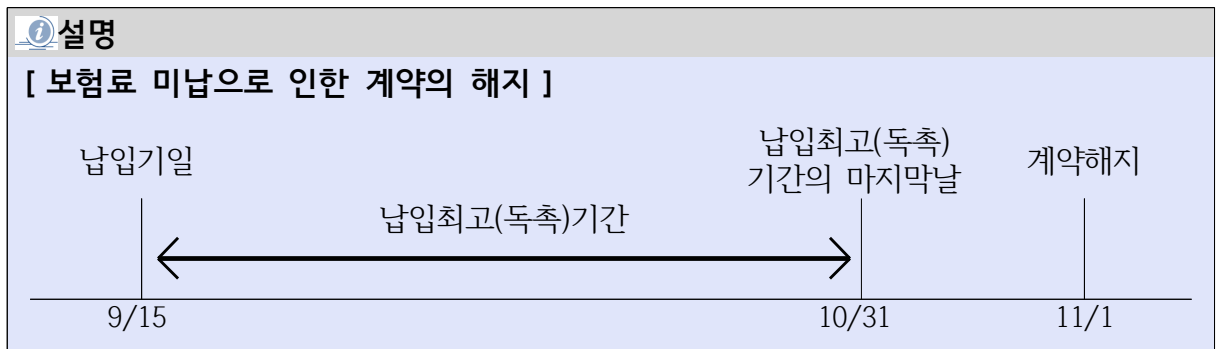 설명
[ 보험료 미납으로 인한 계약의 해지 ]
납입기일
납입최고(독촉)
기간의 마지막날
계약해지
납입최고(독촉)기간
9/15
10/31
11/1